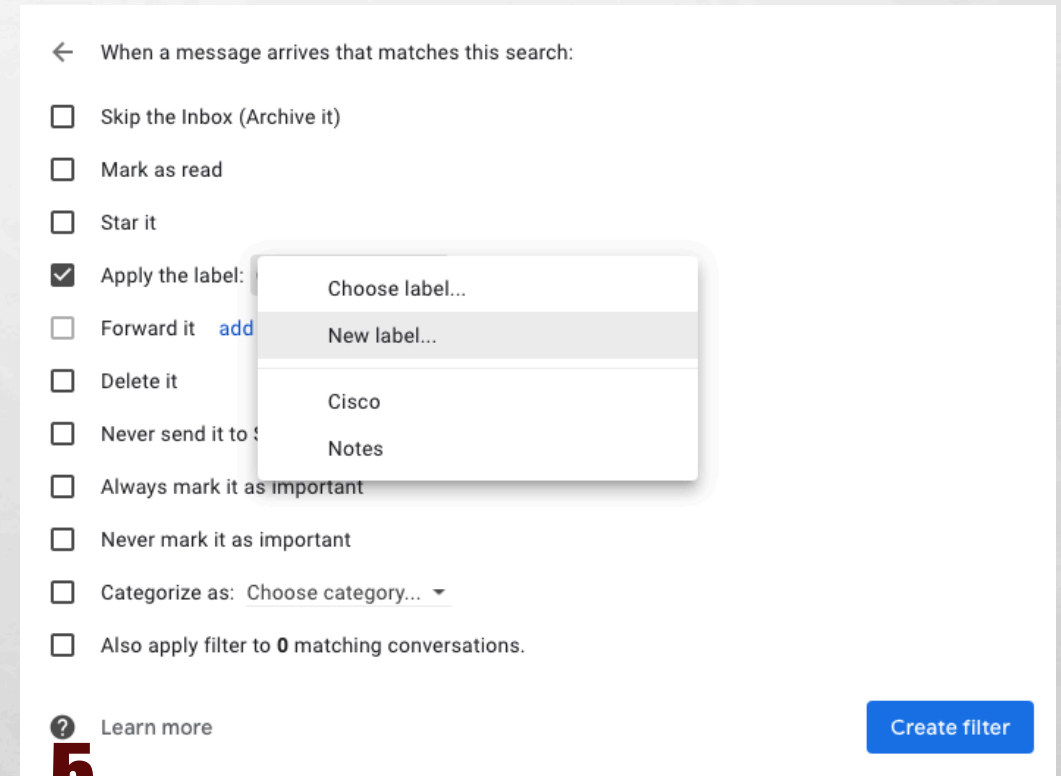 When a message arrives that matches this search:
Skip the Inbox (Archive it)
Mark as read
Star it
Apply the label:
Choose label...
New label...
Forward it add
Delete it
Cisco
Never send it to
Notes
Always mark it as important
Never mark it as important
Categorize as: Choose category...
Also apply filter to 0 matching conversations.
Learn more
Create filter
5